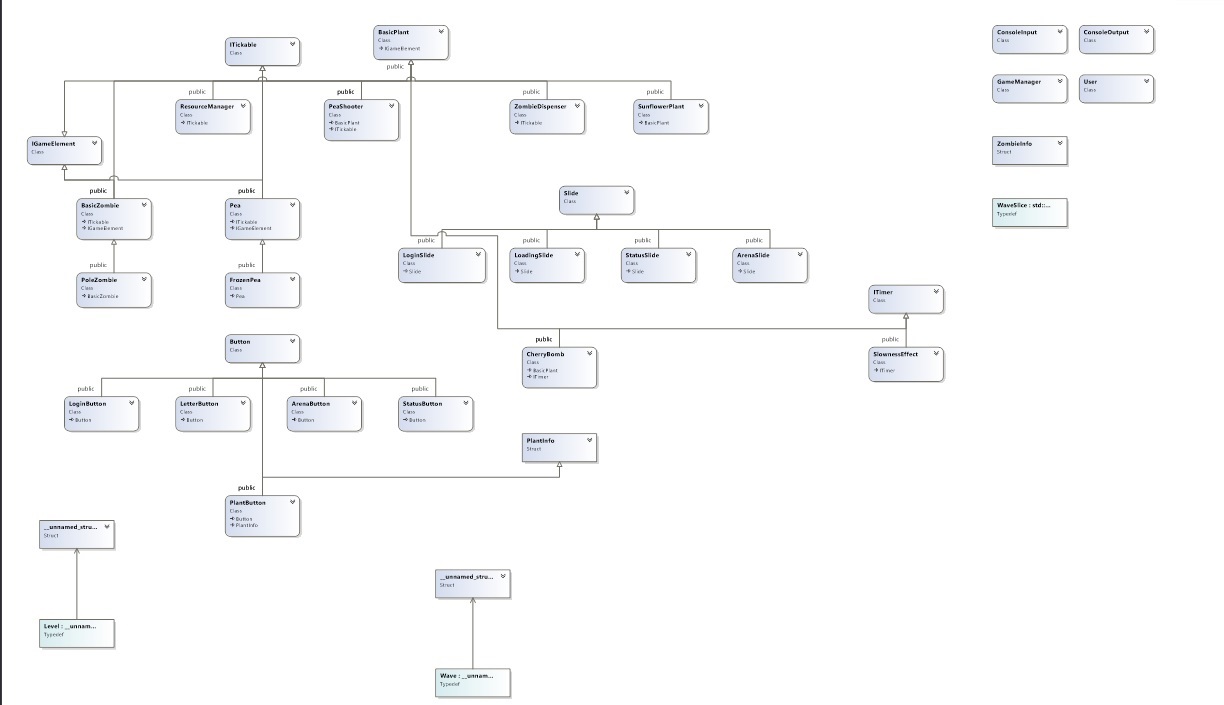 BasicPlant
Class
IGameElement
public
ITickable
Class
ConsoleInput
Class
ConsoleOutput
Class
GameManager
Class
User
Class
public
ResourceManager
Class
ITickable
public
PeaShooter
Class
BasicPlant
ITickable
public
ZombieDispenser
Class
ITickable
public
SunflowerPlant
Class
BasicPlant
IGameElement
Class
ZombieInfo
Struct
public
BasicZombie
Class
ITickable
IGameElement
public
Pea
Class
ITickable
IGameElement
Slide
Class
WaveSlice : std::...
Typedef
public
LoginSlide
Class
Slide
public
LoadingSlide
Class
Slide
public
StatusSlide
Class
Slide
public
ArenaSlide
Class
Slide
public
PoleZombie
Class
BasicZombie
public
FrozenPea
Class
Pea
ITimer
Class
Button
Class
public
CherryBomb
Class
BasicPlant
ITimer
public
SlownessEffect
Class
ITimer
public
LoginButton
Class
Button
public
LetterButton
Class
Button
public
ArenaButton
Class
Button
public
StatusButton
Class
Button
PlantInfo
Struct
public
PlantButton
Class
Button
PlantInfo
__unnamed_stru...
Struct
__unnamed_stru...
Struct
Level : __unnam...
Typedef
Wave : __unnam...
Typedef